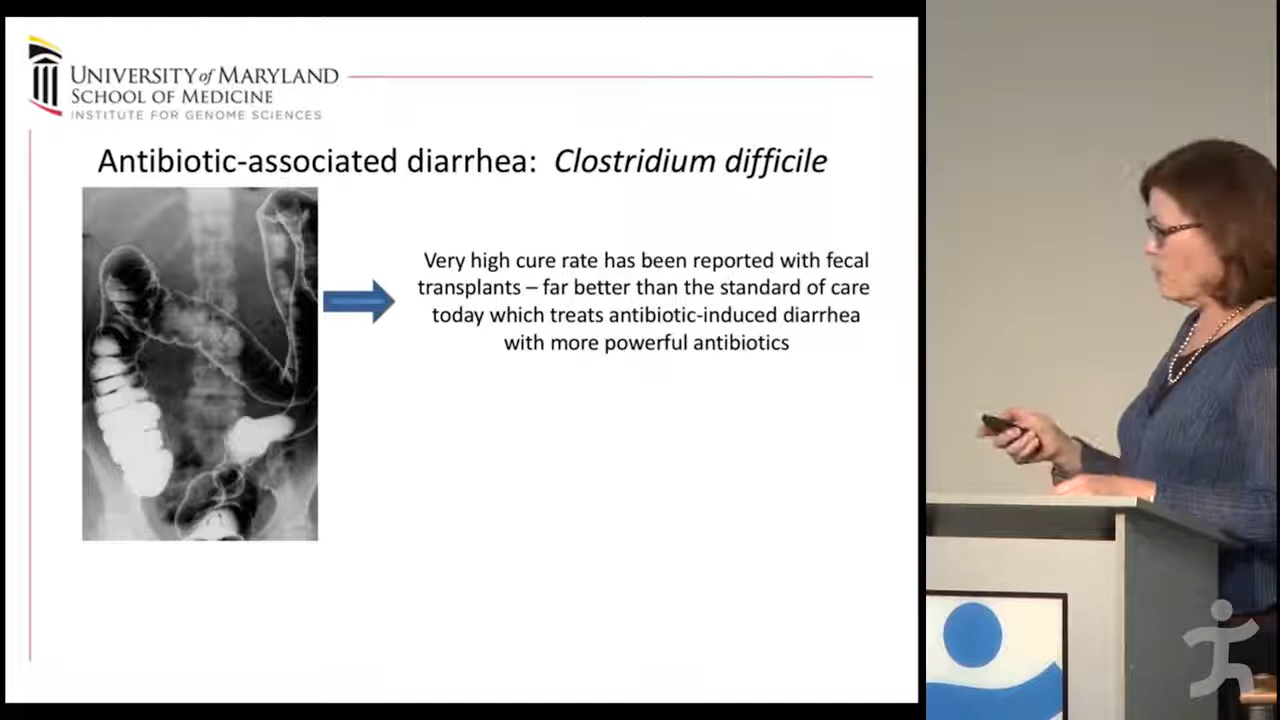 UNIVERSITY of MARYLAND
SCHOOL OF MEDICINE
INSTITUTE FOR GENOME SCIENCES
Antibiotic-associated diarrhea: Clostridium difficile
Very high cure rate has been reported with fecal
transplants – far better than the standard of care
today which treats antibiotic-induced diarrhea
with more powerful antibiotics